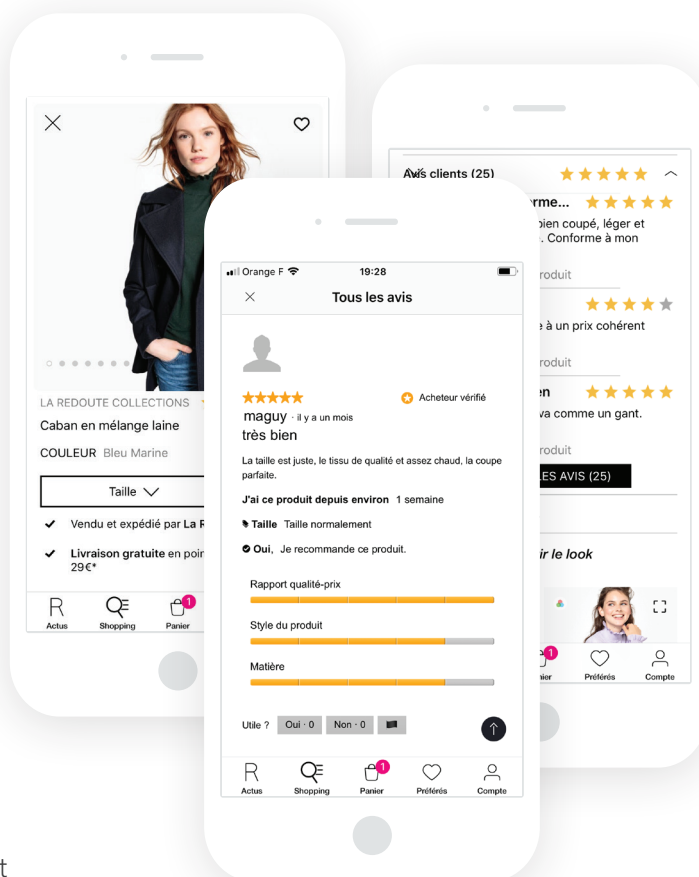 LA REDOUTE COLLECTIONS
Caban en mélange laine
COULEUR Bleu Marine
Taille
Vendu et expédié par La R
Livraison gratuite en poin
29€*
R
Actus
Shopping
1
Panier
Orange F
19:28
Tous les avis
Acheteur vérifié
maguy · il y a un mois
très bien
La taille est juste, le tissu de qualité et assez chaud, la coupe
parfaite.
J'ai ce produit depuis environ 1 semaine
Taille Taille normalement
Oui, Je recommande ce produit.
Rapport qualité-prix
Style du produit
Matière
Utile ?
Oui · 0
Non · 0
R
Actus
Shopping
1
Panier
Préférés
Compte
Avis clients (25)
rme...
bien coupé, léger et
. Conforme à mon
roduit
e à un prix cohérent
roduit
en
va comme un gant.
roduit
LES AVIS (25)
ir le look
1
nier
Préférés
Compte
t